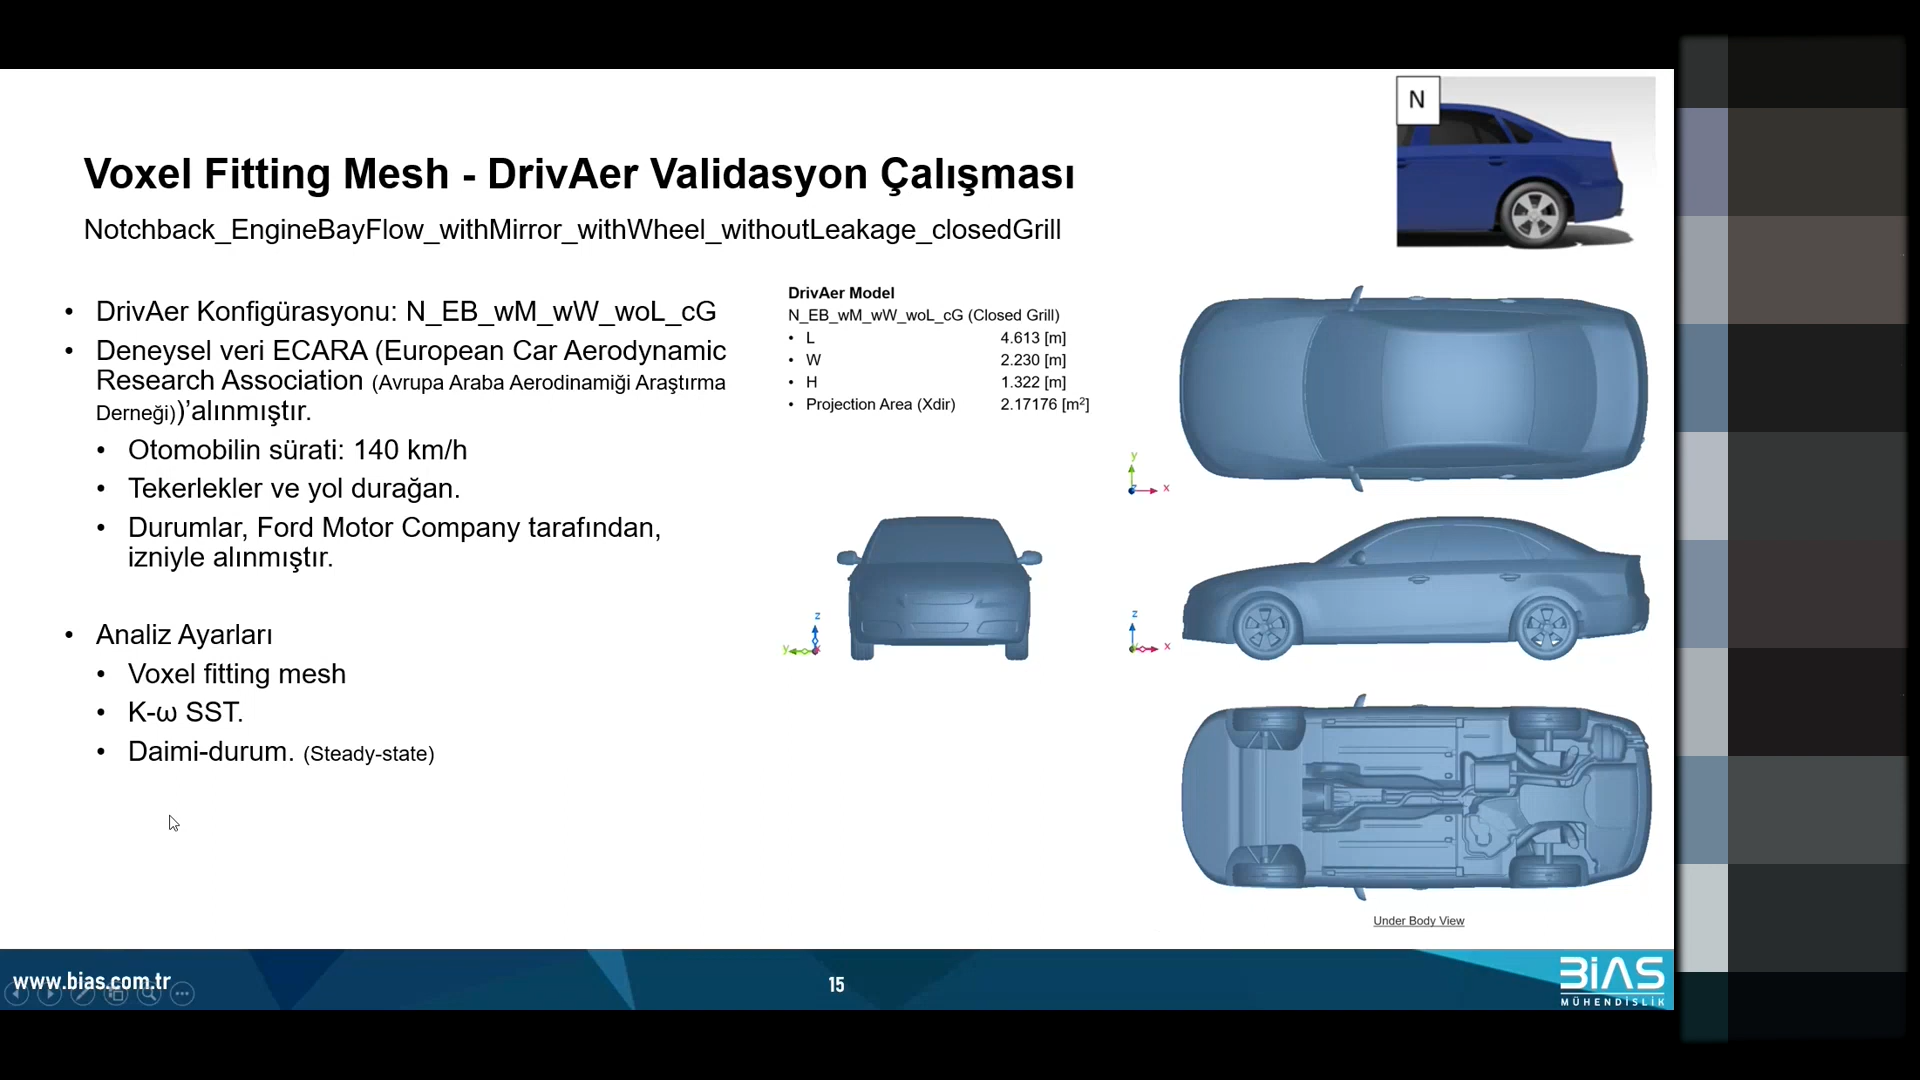 N
Voxel Fitting Mesh - DrivAer Validasyon Çalışması
Notchback_EngineBayFlow_withMirror_withWheel_withoutLeakage_closedGrill
• DrivAer Konfigürasyonu: N_EB_wM_wW_woL_cG
• Deneysel veri ECARA (European Car Aerodynamic
Research Association (Avrupa Araba Aerodinamiği Araştırma
Derneği))’alınmıştır.
• Otomobilin sürati: 140 km/h
• Tekerlekler ve yol durağan.
• Durumlar, Ford Motor Company tarafından,
izniyle alınmıştır.
• Analiz Ayarları
• Voxel fitting mesh
• K-ω SST.
• Daimi-durum. (Steady-state)
DrivAer Model
N_EB_wM_wW_woL_cG (Closed Grill)
• L 4.613 [m]
• W 2.230 [m]
• H 1.322 [m]
• Projection Area (Xdir) 2.17176 [m²]
y
z x
z
y x
z
y x
Under Body View
www.bias.com.tr
15
BİAS
MÜHENDİSLİK